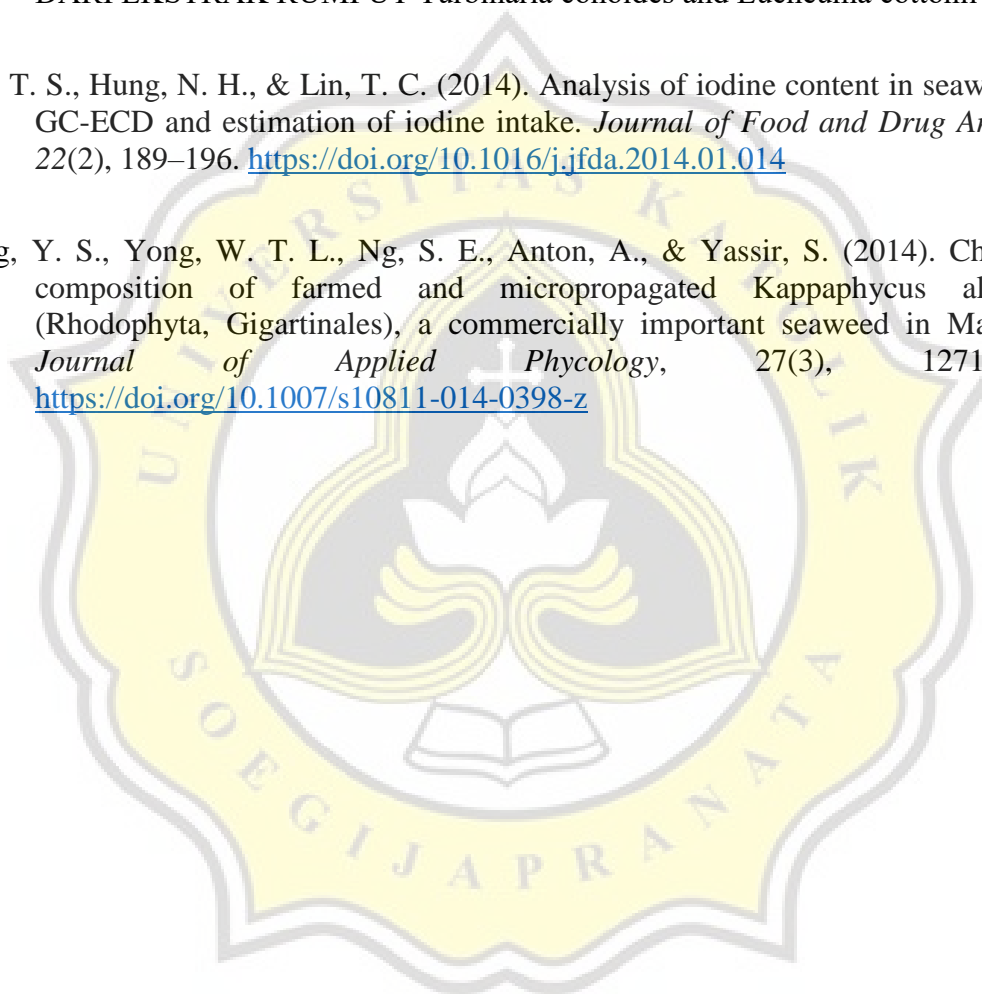 DARI EKSTRAK RUMPUT conoides and Eucheuma cottonii
T. S., Hung, N. H., & Lin, T. C. (2014). Analysis of iodine content in seaw
GC-ECD and estimation of iodine intake. Journal of Food and Drug An
22(2), 189–196. https://doi.org/10.1016/j.jfda.2014.01.014
g, Y. S., Yong, W. T. L., Ng, S. E., Anton, A., & Yassir, S. (2014). Ch
composition of farmed and micropropagated Kappaphycus al
(Rhodophyta, Gigartinales), a commercially important seaweed in Ma
Journal of Applied Phycology, 27(3), 1271
https://doi.org/10.1007/s10811-014-0398-z
UNIVERSITAS KATOLIK
SOEGIJAPRANATA